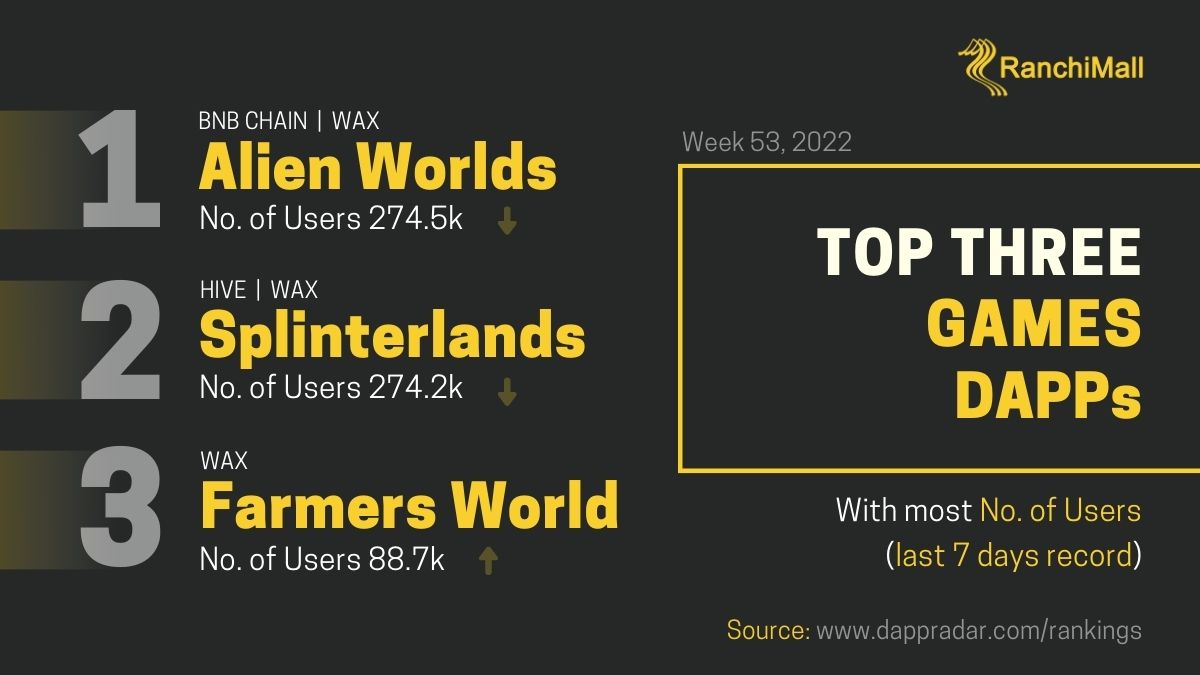 RanchiMall
Week 53, 2022
TOP THREE
GAMES
DAPPs
With most No. of Users
(last 7 days record)
Source: www.dappradar.com/rankings
1
BNB CHAIN | WAX
Alien Worlds
No. of Users 274.5k
2
HIVE | WAX
Splinterlands
No. of Users 274.2k
3
WAX
Farmers World
No. of Users 88.7k